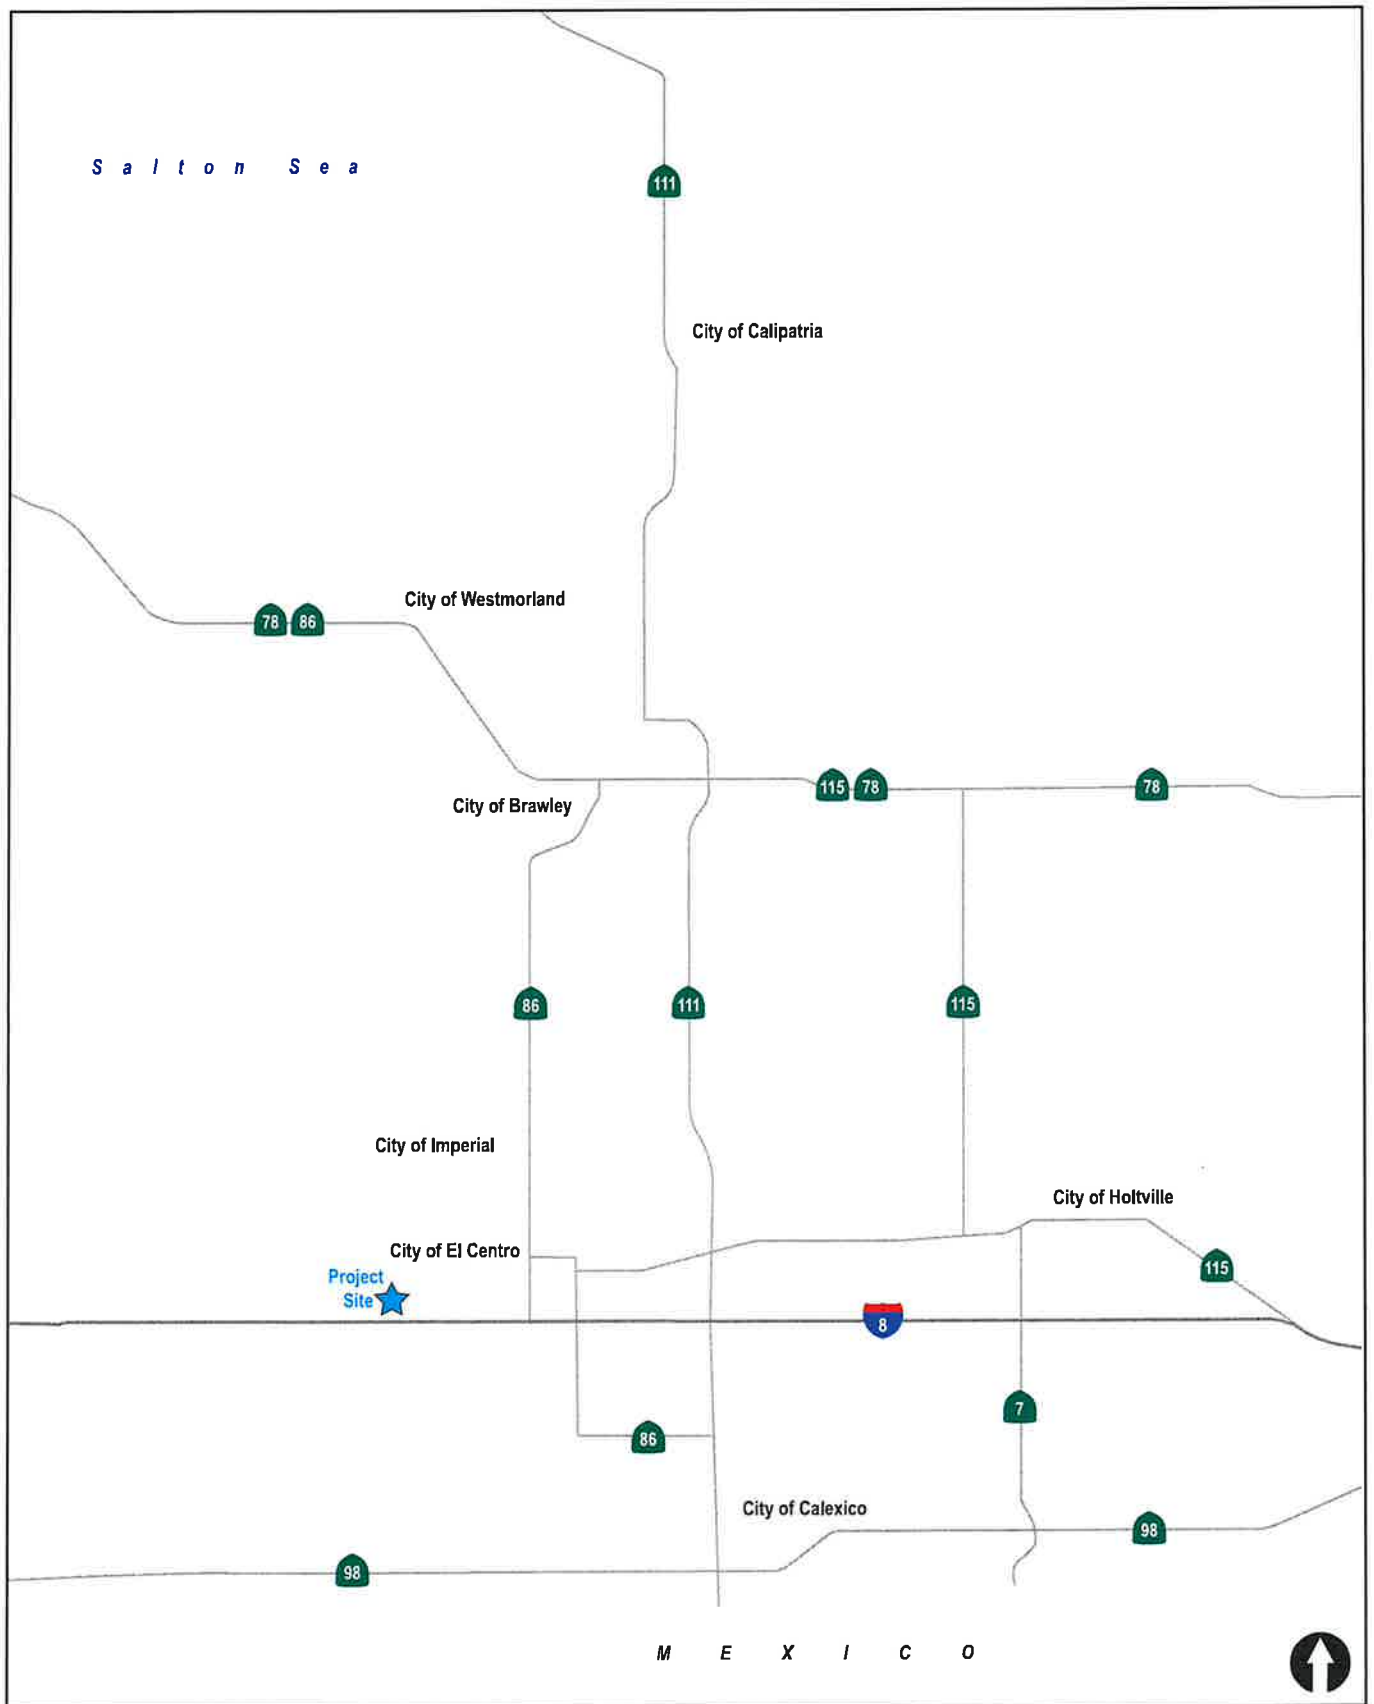 Salton Sea
111
City of Calipatria
City of Westmorland
78 86
115 78
78
City of Brawley
86
111
115
City of Imperial
City of Holtville
City of El Centro
115
Project
Site
8
7
86
City of Calexico
98
98
MEXICO